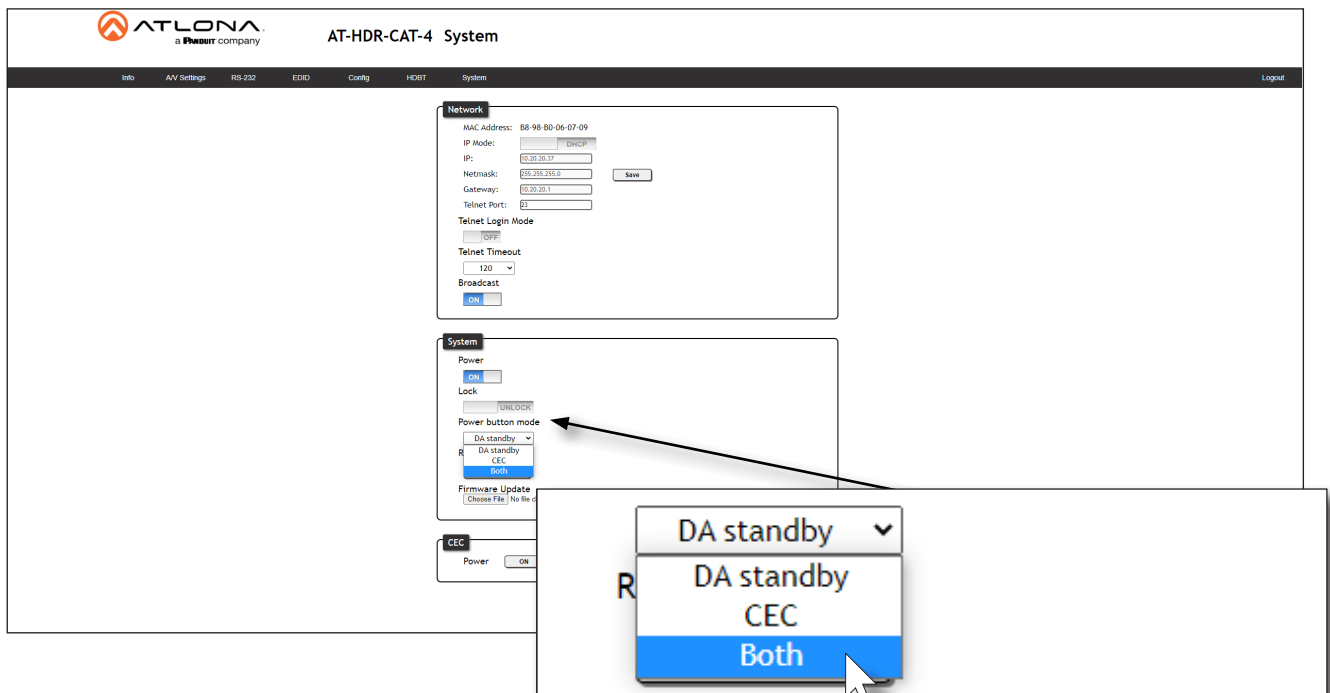 ATLONA.
a PANDUIT company
AT-HDR-CAT-4 System
Info A/V Settings RS-232 EDID Config HDBT System Logout
Network
MAC Address: B8-98-B0-06-07-09
IP Mode: DHCP
IP: 10.20.20.37
Netmask: 255.255.255.0 Save
Gateway: 10.20.20.1
Telnet Port: 23
Telnet Login Mode
OFF
Telnet Timeout
120
Broadcast
ON
System
Power
ON
Lock
UNLOCK
Power button mode
DA standby
R DA standby
CEC
Both
Firmware Update
Choose File No file c
CEC
Power ON
DA standby
R DA standby
CEC
Both